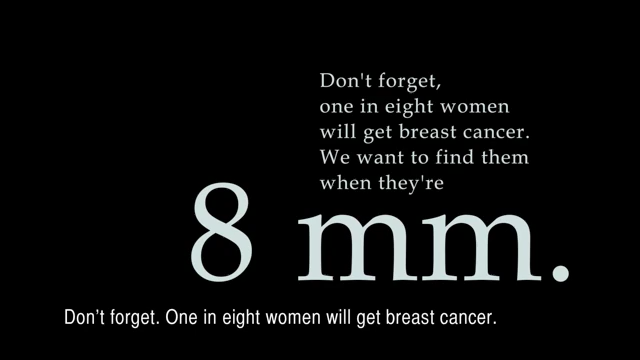 Don't forget,
one in eight women
will get breast cancer.
We want to find them
when they're
8 mm.
Don't forget. One in eight women will get breast cancer.